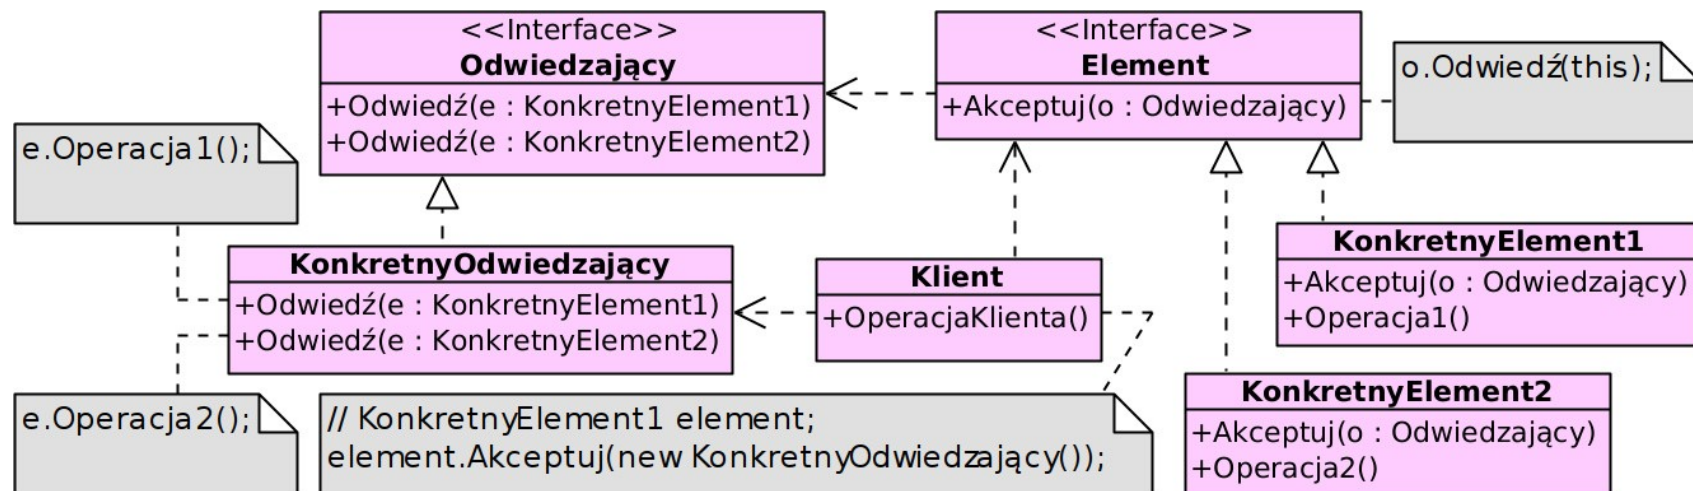 <<Interface>>
Odwiedzający
+Odwiedź(e : KonkretnyElement1)
+Odwiedź(e : KonkretnyElement2)
<<Interface>>
Element
+Akceptuj(o : Odwiedzający)
o.Odwiedź(this);
e.Operacja1();
KonkretnyOdwiedzający
+Odwiedź(e : KonkretnyElement1)
+Odwiedź(e : KonkretnyElement2)
Klient
+OperacjaKlienta()
KonkretnyElement1
+Akceptuj(o : Odwiedzający)
+Operacja1()
e.Operacja2();
// KonkretnyElement1 element;
element.Akceptuj(new KonkretnyOdwiedzający());
KonkretnyElement2
+Akceptuj(o : Odwiedzający)
+Operacja2()